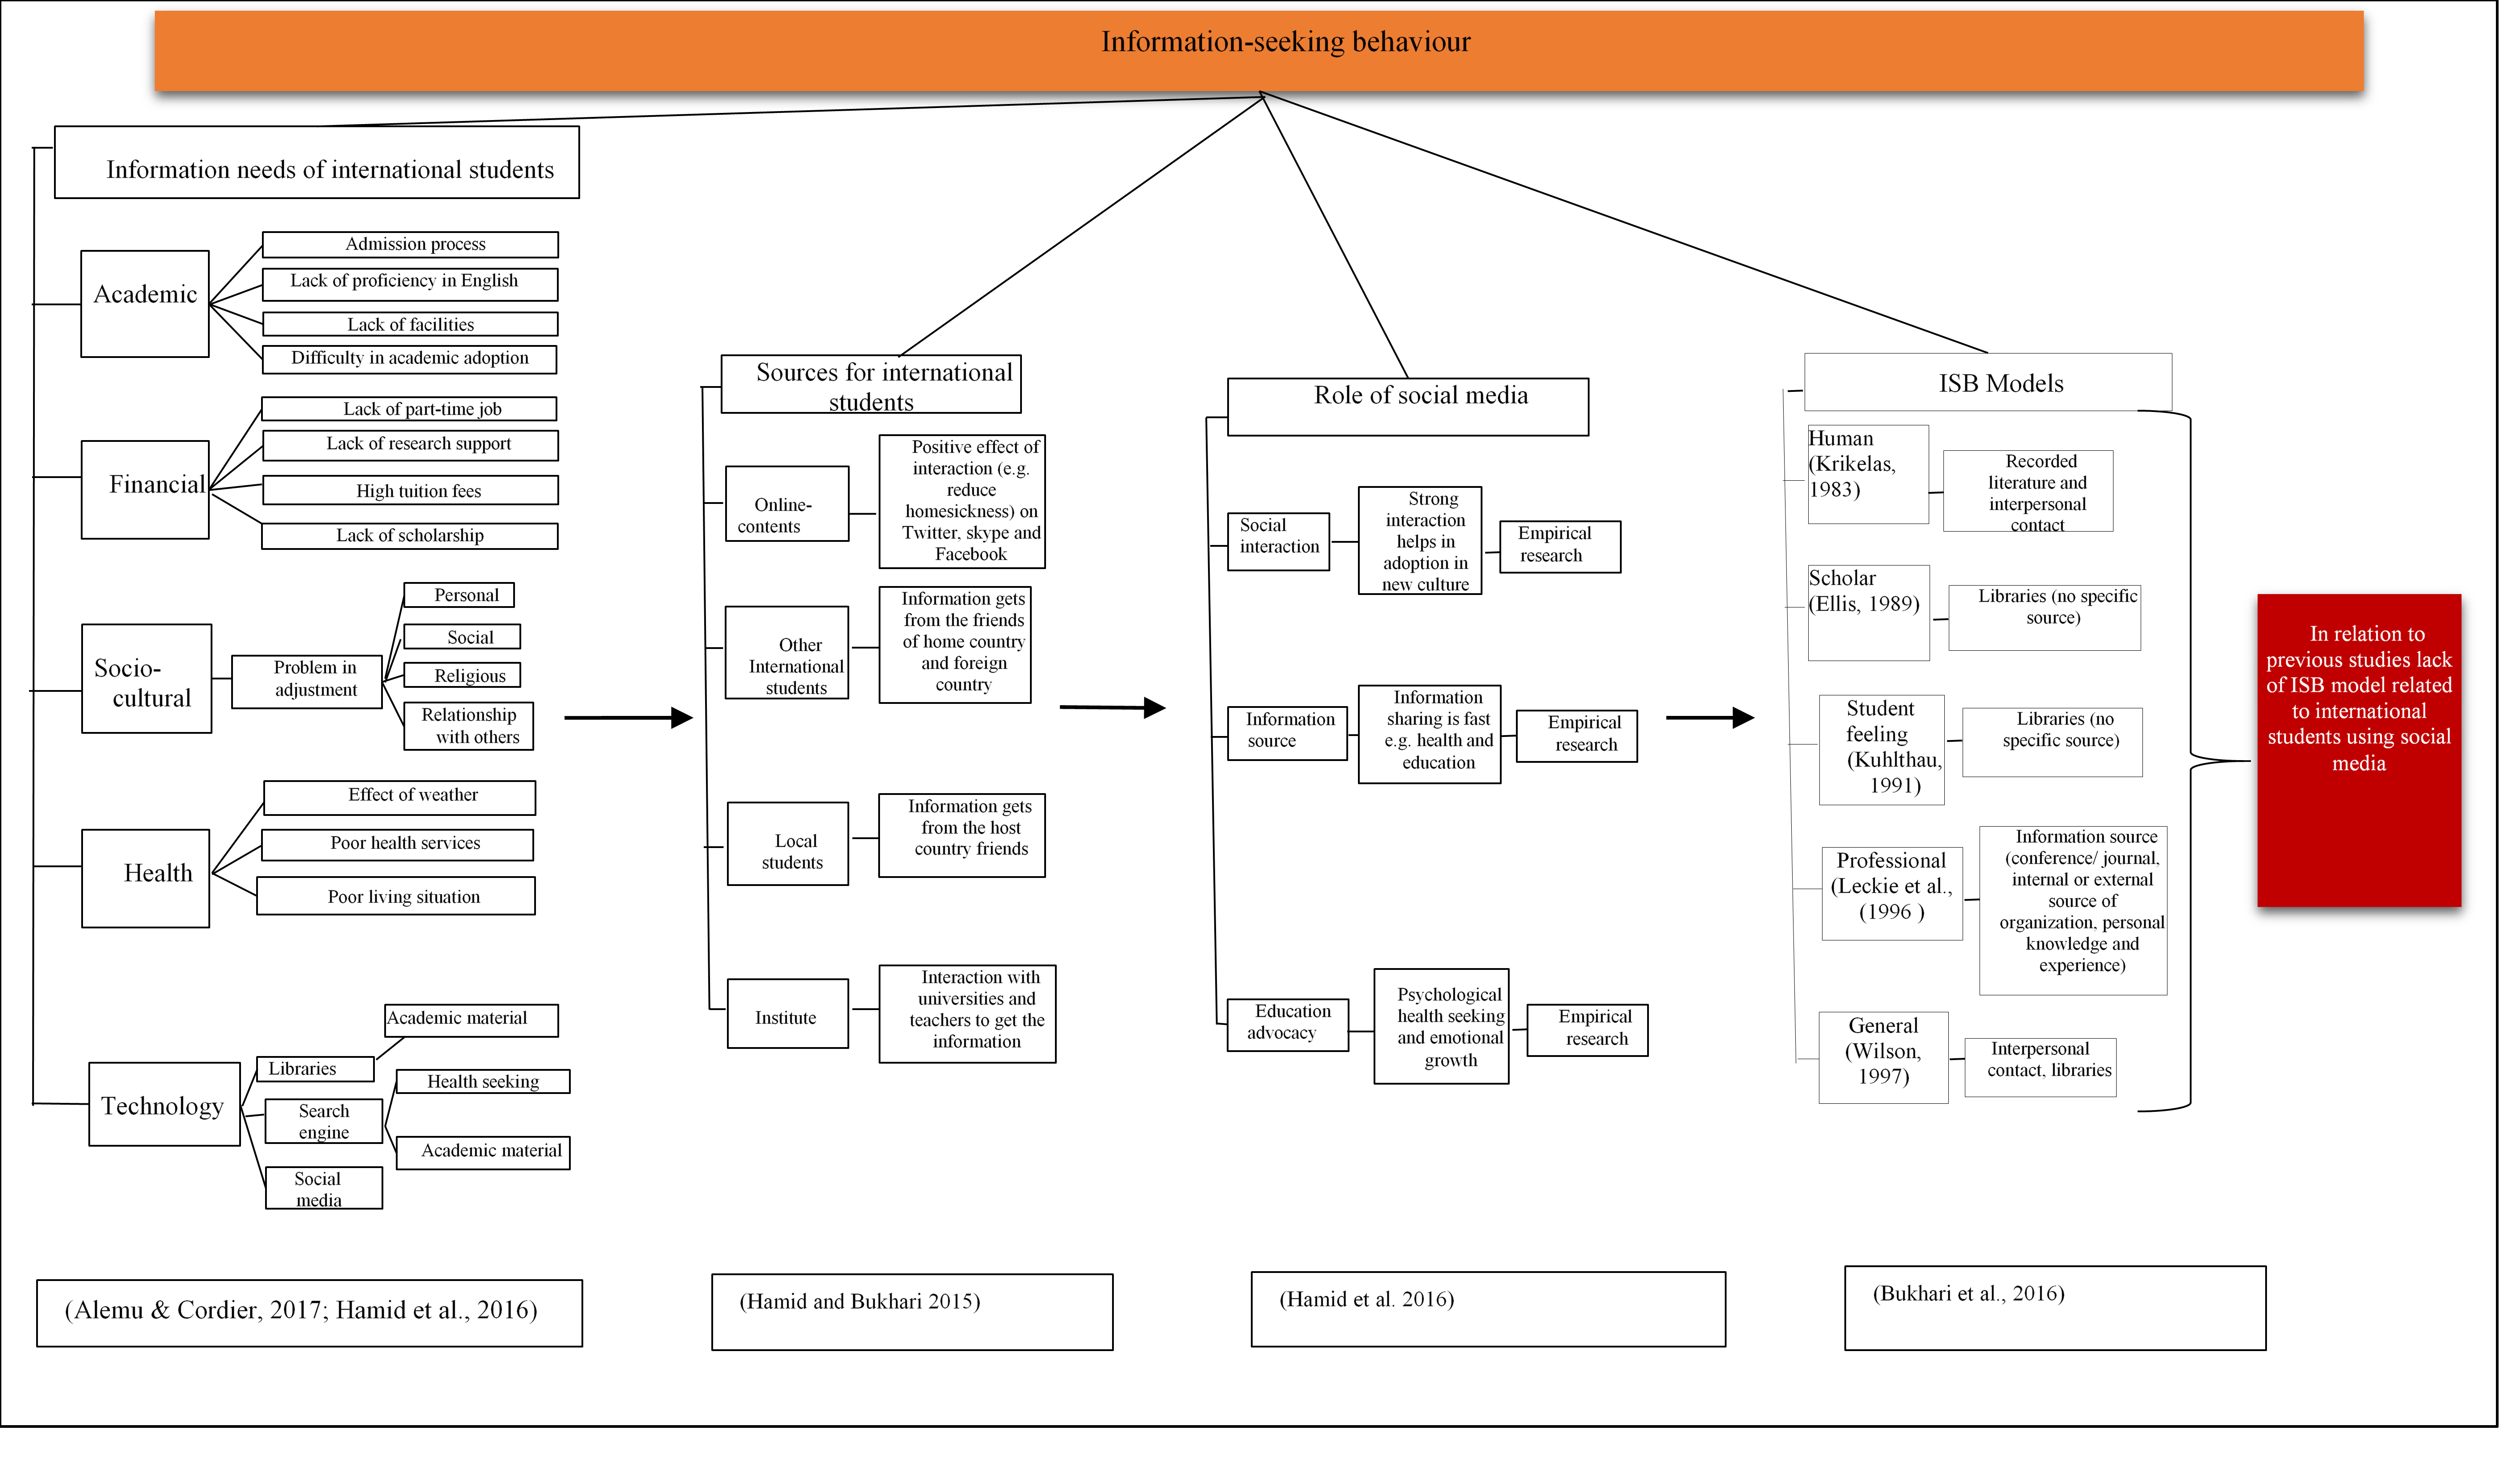 Information-seeking behaviour
Information needs of international students
Academic
Admission process
Lack of proficiency in English
Lack of facilities
Difficulty in academic adoption
Financial
Lack of part-time job
Lack of research support
High tuition fees
Lack of scholarship
Socio-
cultural
Problem in
adjustment
Personal
Social
Religious
Relationship
with others
Health
Effect of weather
Poor health services
Poor living situation
Technology
Libraries
Academic material
Search
engine
Health seeking
Academic material
Social
media
(Alemu & Cordier, 2017; Hamid et al., 2016)
Sources for international
students
Online-
contents
Positive effect of
interaction (e.g.
reduce
homesickness) on
Twitter, skype and
Facebook
Other
International
students
Information gets
from the friends
of home country
and foreign
country
Local
students
Information gets
from the host
country friends
Institute
Interaction with
universities and
teachers to get the
information
(Hamid and Bukhari 2015)
Role of social media
Social
interaction
Strong
interaction
helps in
adoption in
new culture
Empirical
research
Information
source
Information
sharing is fast
e.g. health and
education
Empirical
research
Education
advocacy
Psychological
health seeking
and emotional
growth
Empirical
research
(Hamid et al. 2016)
ISB Models
Human
(Krikelas,
1983)
Recorded
literature and
interpersonal
contact
Scholar
(Ellis, 1989)
Libraries (no specific
source)
Student
feeling
(Kuhlthau,
1991)
Libraries (no
specific source)
Professional
(Leckie et al.,
(1996 )
Information source
(conference/ journal,
internal or external
source of
organization, personal
knowledge and
experience)
General
(Wilson,
1997)
Interpersonal
contact, libraries
(Bukhari et al., 2016)
In relation to
previous studies lack
of ISB model related
to international
students using social
media